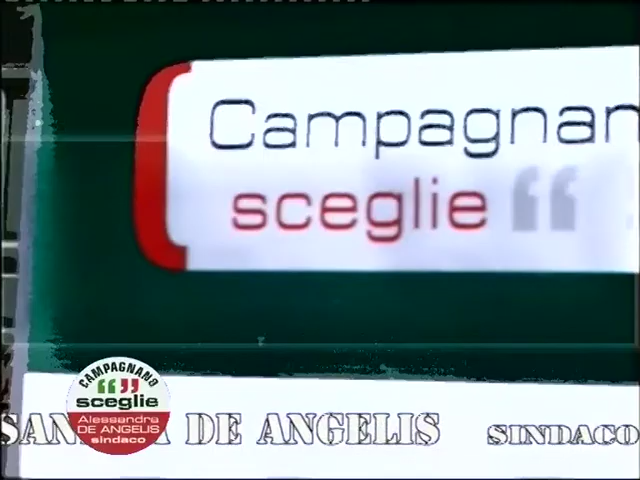 Campagnan
sceglie “
CAMPAGNANO
“ ”
sceglie
Alessandra
DE ANGELIS
sindaco
DE ANGELIS SINDACO